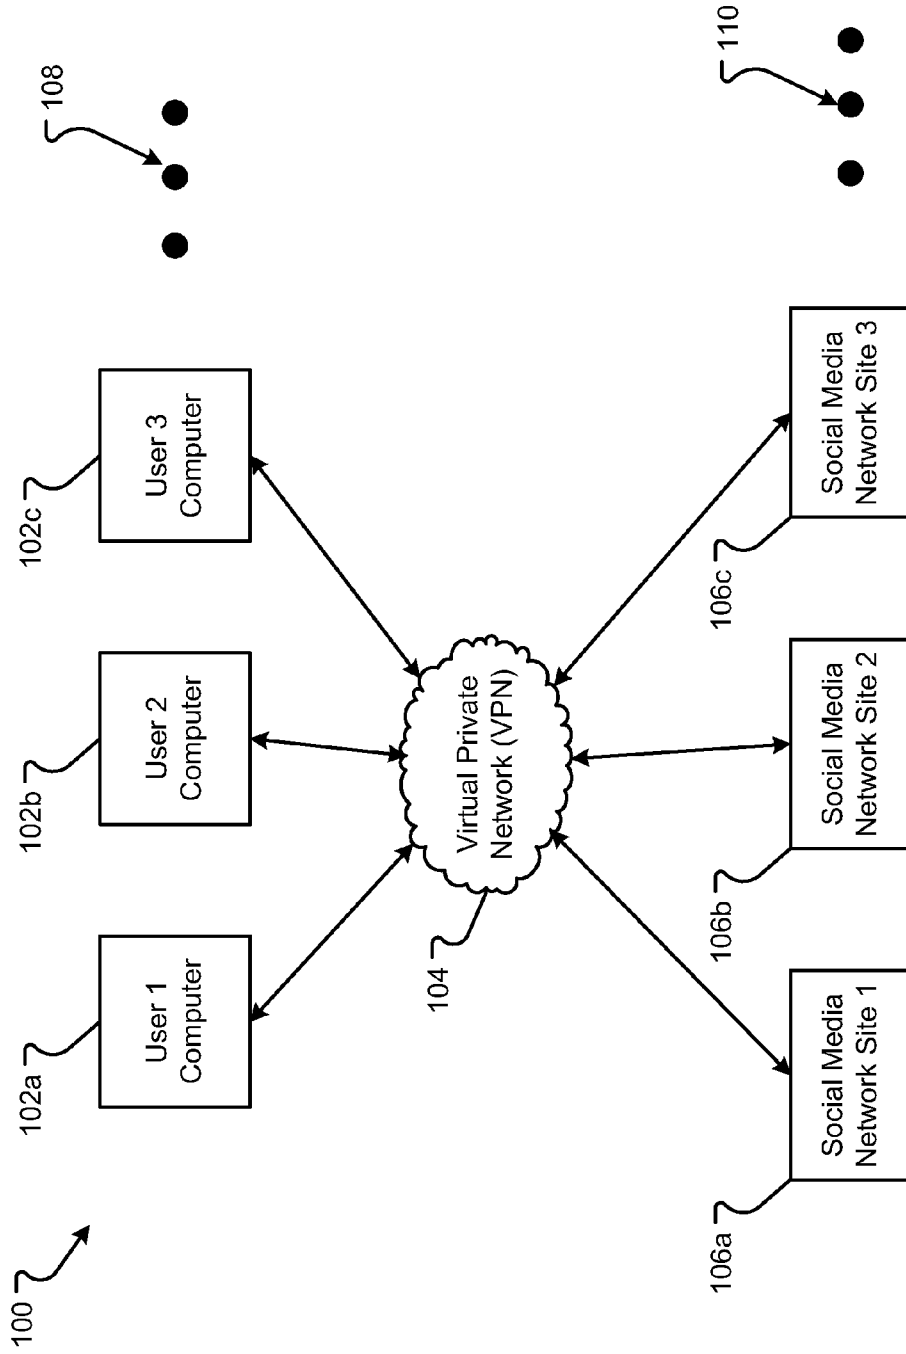 100
102a
User 1
Computer
102b
User 2
Computer
102c
User 3
Computer
108
104
Virtual Private
Network (VPN)
106a
Social Media
Network Site 1
106b
Social Media
Network Site 2
106c
Social Media
Network Site 3
110